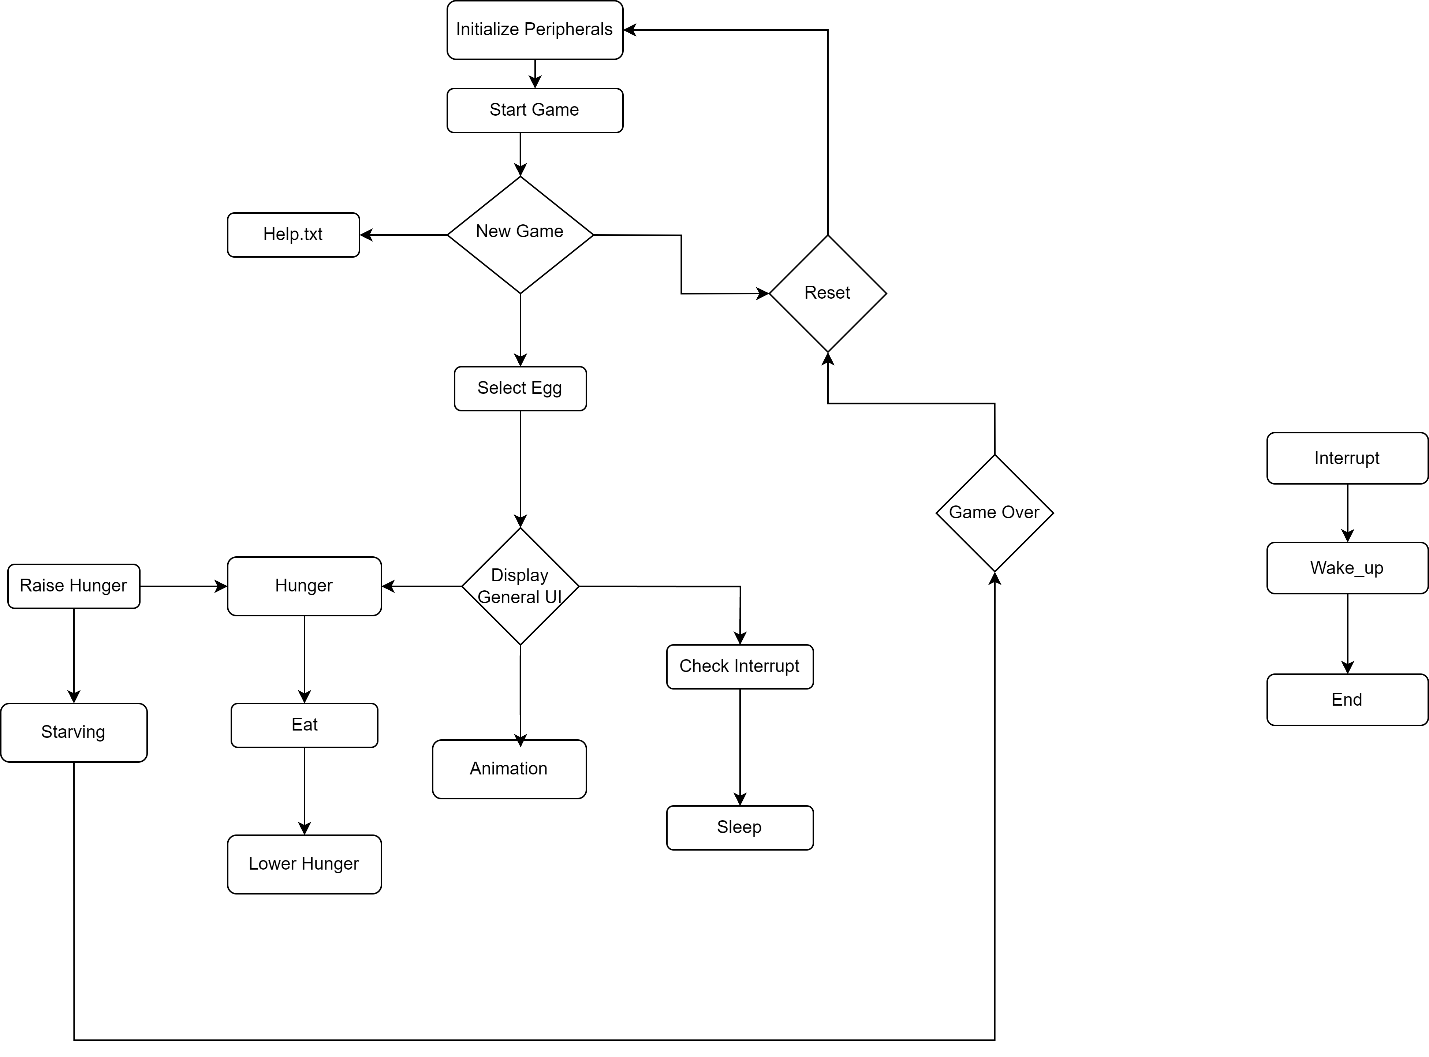 Initialize Peripherals
Start Game
New Game
Help.txt
Reset
Select Egg
Interrupt
Game Over
Wake_up
Display
General UI
Raise Hunger
Hunger
Check Interrupt
End
Starving
Eat
Animation
Sleep
Lower Hunger